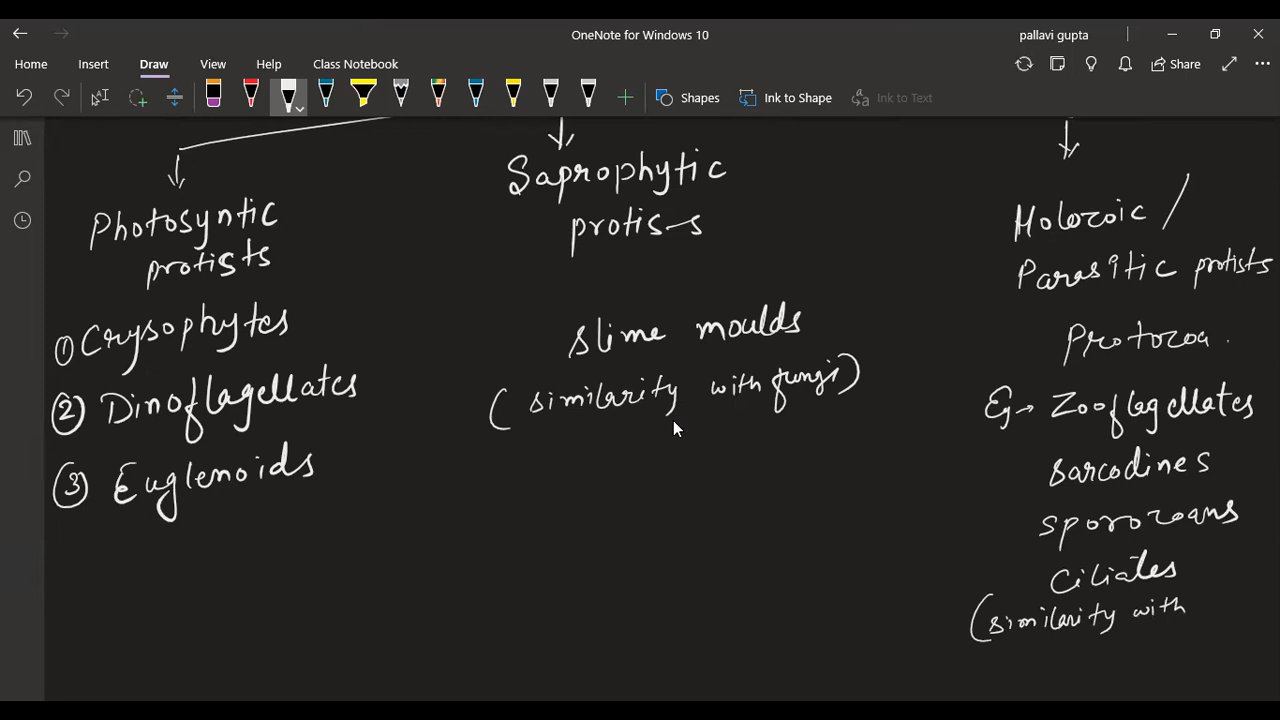 OneNote for Windows 10
pallavi gupta
Home Insert Draw View Help Class Notebook
Share
Shapes Ink to Shape Ink to Text
Photosyntic
protists
① Crysophytes
② Dinoflagellates
③ Euglenoids
Saprophytic
protis-s
slime moulds
(similarity with fungi)
Holozoic /
Parasitic protists
Protozoa.
Eg → Zooflagellates
sarcodines
sporozoans
ciliates
(similarity with